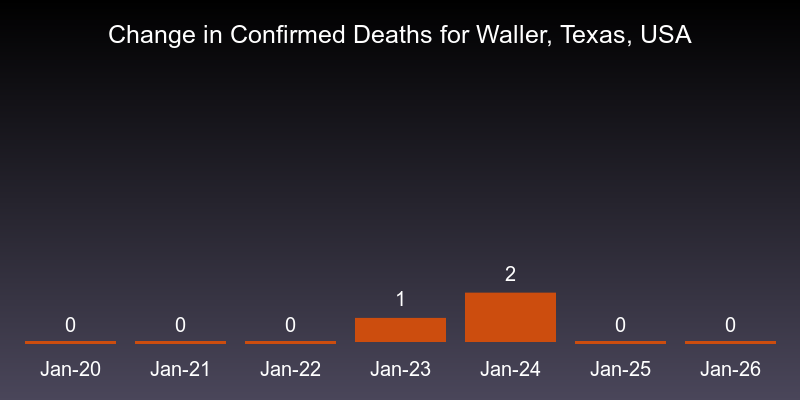 Change in Confirmed Deaths for Waller, Texas, USA
0 0 0 1 2 0 0
Jan-20 Jan-21 Jan-22 Jan-23 Jan-24 Jan-25 Jan-26